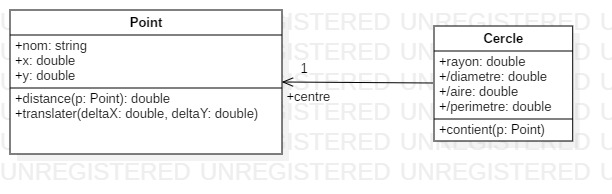 Point
+nom: string
+x: double
+y: double
+distance(p: Point): double
+translater(deltaX: double, deltaY: double)
1
+centre
Cercle
+rayon: double
+/diametre: double
+/aire: double
+/perimetre: double
+contient(p: Point)
UNREGISTERED UNREGISTERED UNREGISTERED